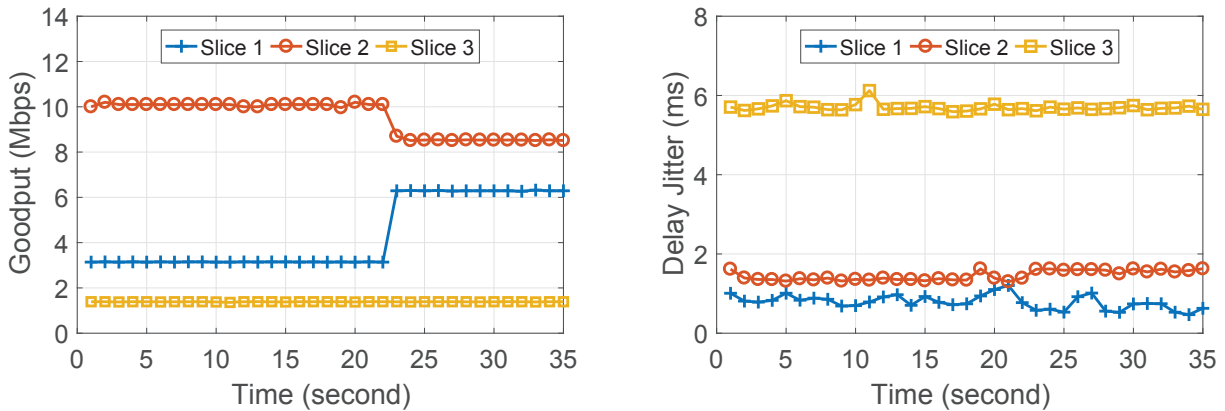 Goodput (Mbps)
14
12
10
8
6
4
2
0
Slice 1 Slice 2 Slice 3
0 5 10 15 20 25 30 35
Time (second)
Delay Jitter (ms)
8
6
4
2
0
Slice 1 Slice 2 Slice 3
0 5 10 15 20 25 30 35
Time (second)